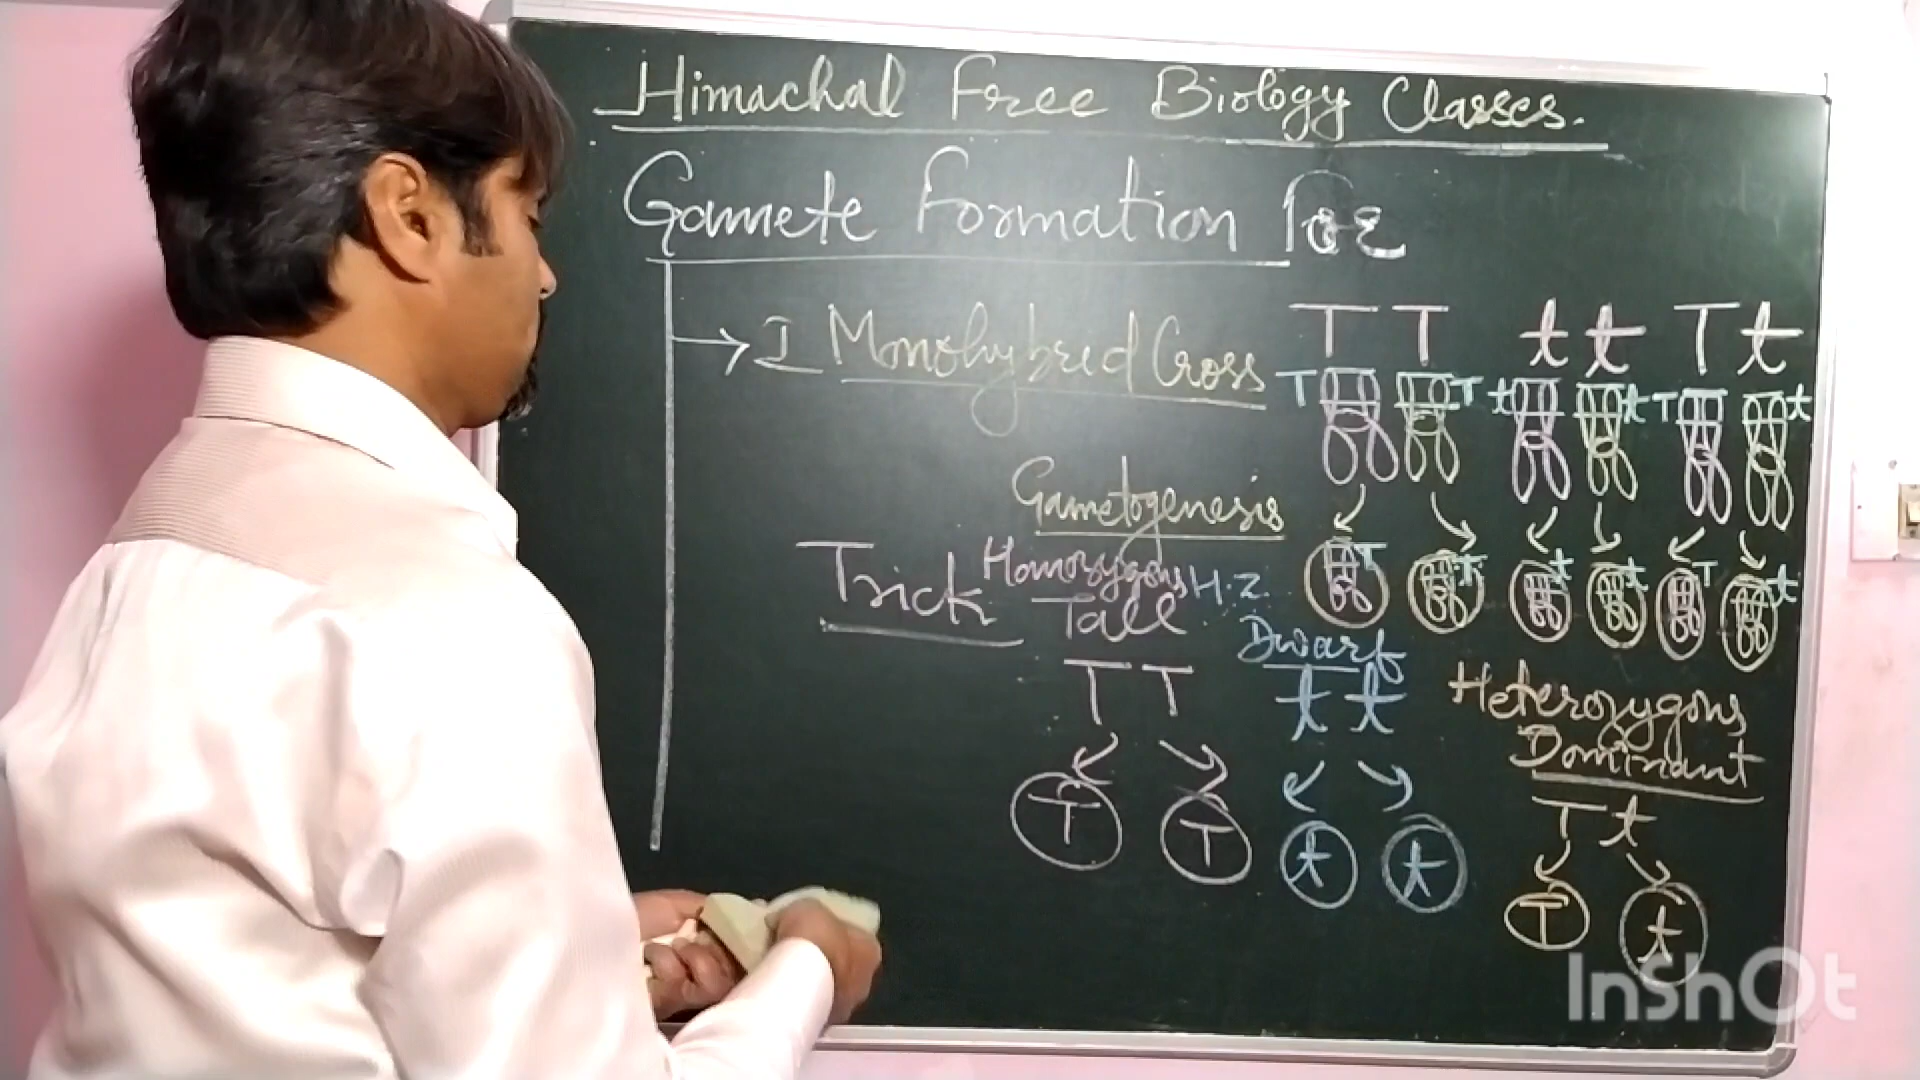 Himachal Free Biology Classes.
Gamete Formation for
→ I Monohybrid Cross
T T t t T t
T T t t T t
Gametogenesis
T T t t T t
Trick
Homozygous
Tall
H.Z.
Dwarf
Heterozygous
Dominant
T T
t t
T t
T T
t t
T t
InShOt